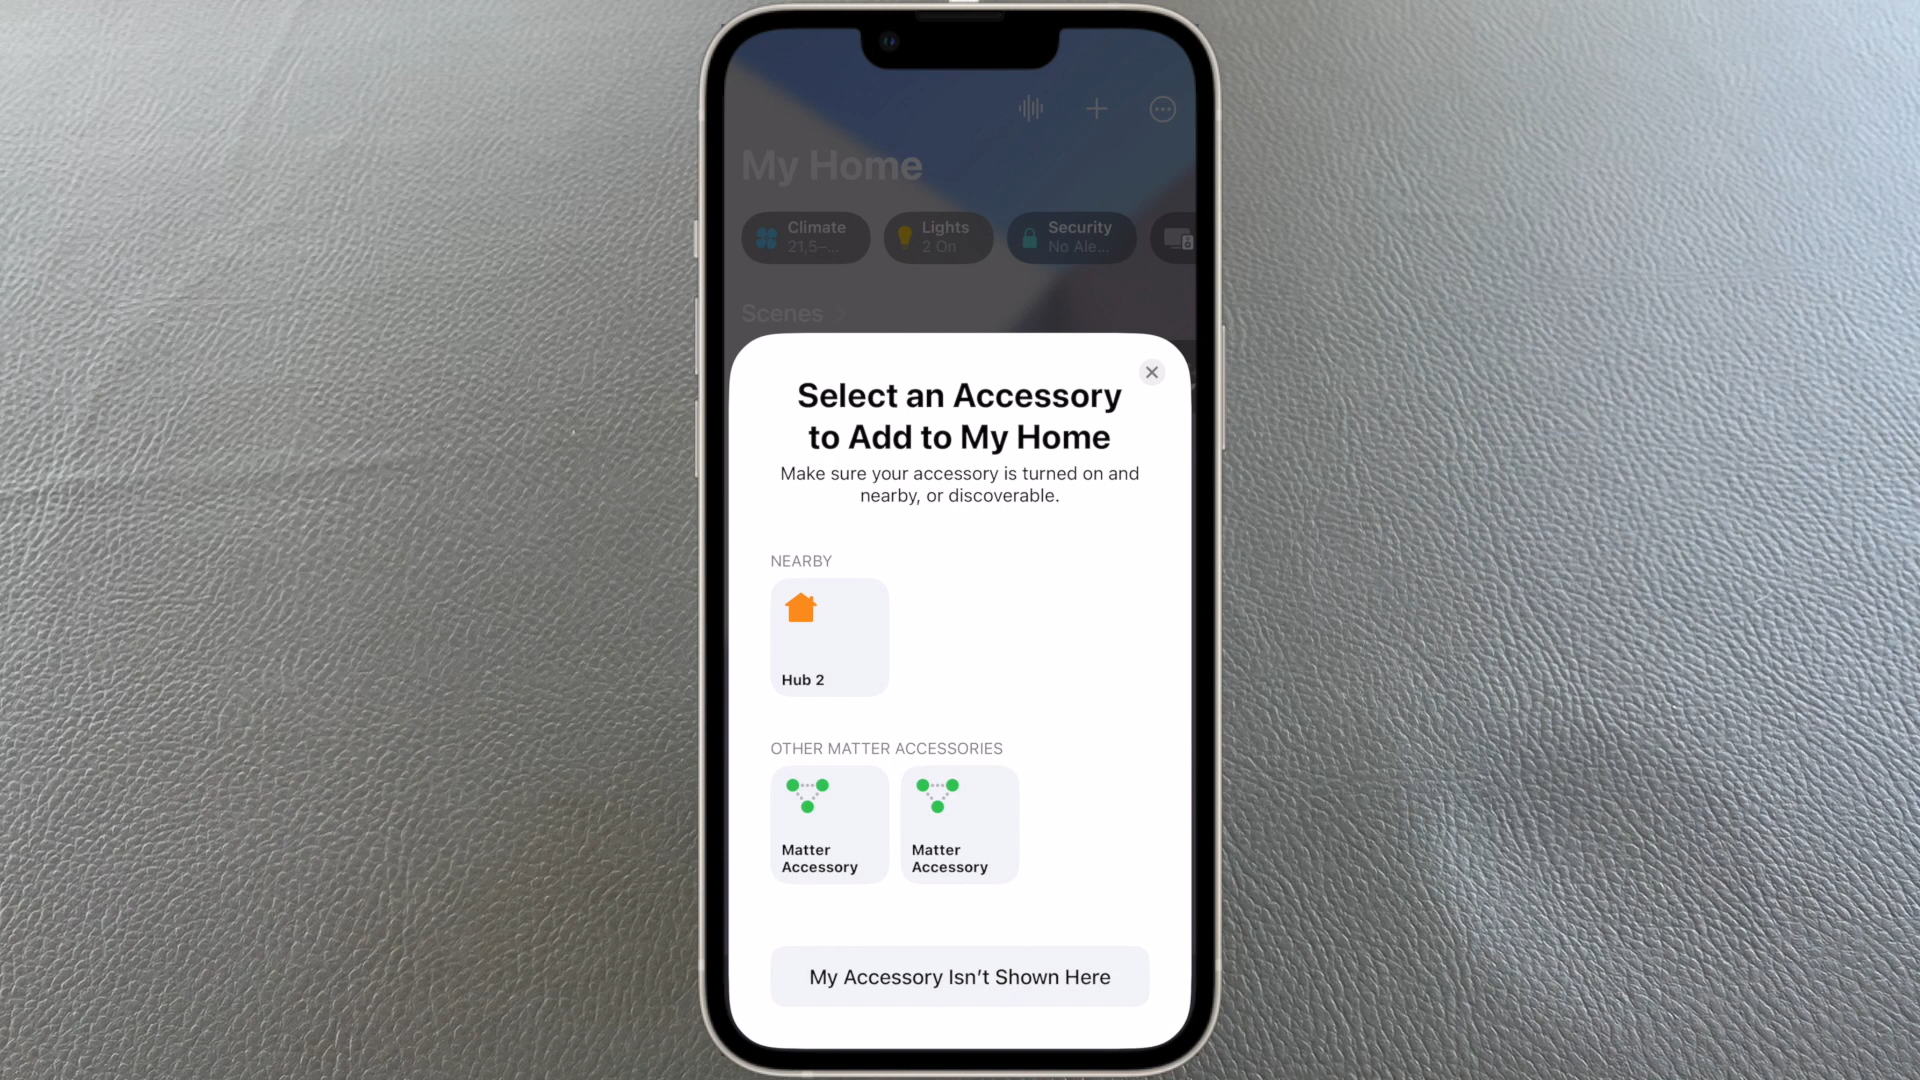 My Home
Climate
21,5–...
Lights
2 On
Security
No Ale...
Scenes
Select an Accessory
to Add to My Home
Make sure your accessory is turned on and
nearby, or discoverable.
NEARBY
Hub 2
OTHER MATTER ACCESSORIES
Matter
Accessory
Matter
Accessory
My Accessory Isn't Shown Here